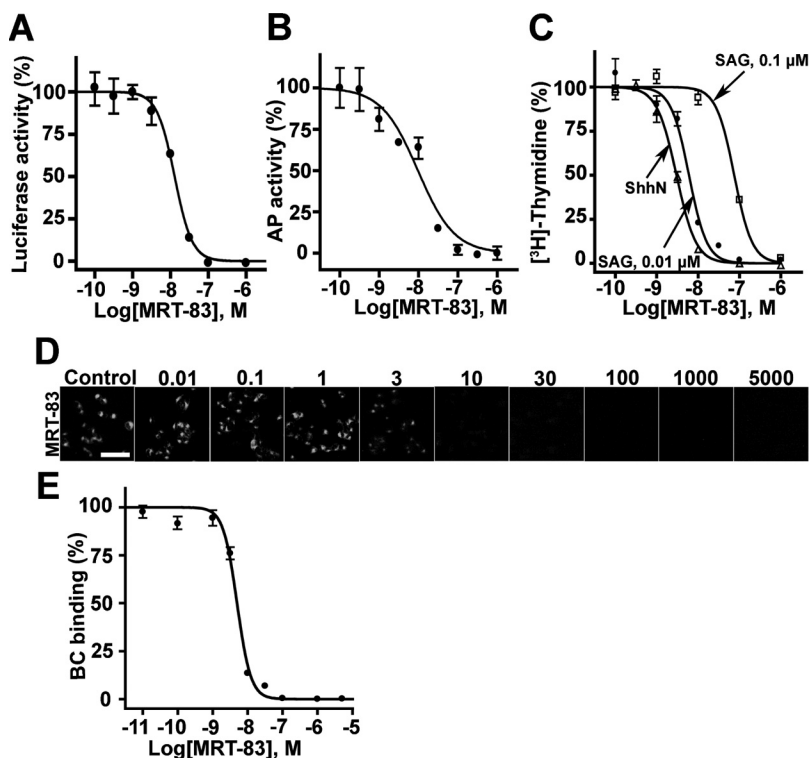 A
Luciferase activity (%)
100
75
50
25
0
-10 -9 -8 -7 -6
Log[MRT-83], M
B
AP activity (%)
100
75
50
25
0
-10 -9 -8 -7 -6
Log[MRT-83], M
C
[³H]-Thymidine (%)
125
100
75
50
25
0
SAG, 0.1 µM
ShhN
SAG, 0.01 µM
-10 -9 -8 -7 -6
Log[MRT-83], M
D
Control 0.01 0.1 1 3 10 30 100 1000 5000
MRT-83
E
BC binding (%)
100
75
50
25
0
-11 -10 -9 -8 -7 -6 -5
Log[MRT-83], M